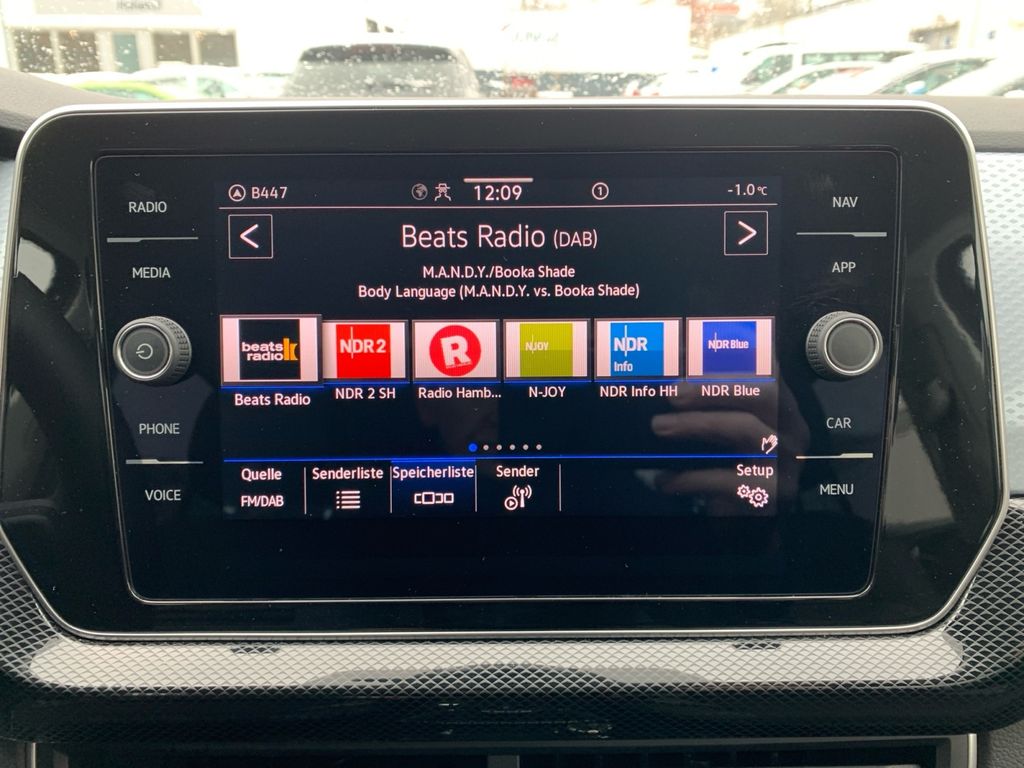 RADIO
MEDIA
PHONE
VOICE
B447
12:09
1
-1.0 °C
<
>
Beats Radio (DAB)
M.A.N.D.Y./Booka Shade
Body Language (M.A.N.D.Y. vs. Booka Shade)
beats radio k
NDR 2
R
N-JOY
NDR Info
NDR Blue
Beats Radio
NDR 2 SH
Radio Hamb...
N-JOY
NDR Info HH
NDR Blue
Quelle
FM/DAB
Senderliste
Speicherliste
Sender
Setup
NAV
APP
CAR
MENU